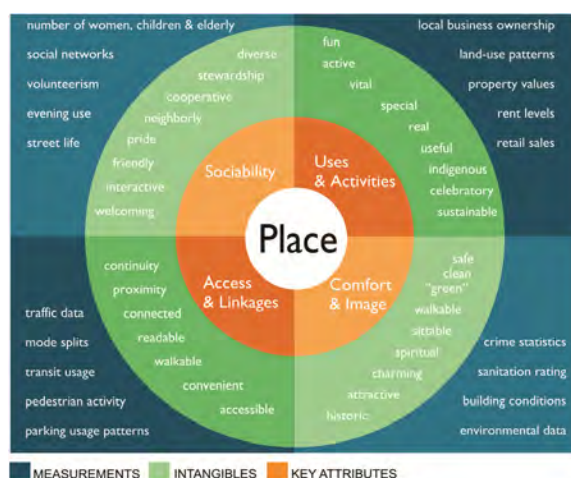 number of women, children & elderly
social networks
volunteerism
evening use
street life
diverse
stewardship
cooperative
neighborly
pride
friendly
interactive
welcoming
Sociability
fun
active
vital
special
real
useful
indigenous
celebratory
sustainable
Uses
& Activities
local business ownership
land-use patterns
property values
rent levels
retail sales
Place
traffic data
mode splits
transit usage
pedestrian activity
parking usage patterns
continuity
proximity
connected
readable
walkable
convenient
accessible
Access
& Linkages
Comfort
& Image
safe
clean
"green"
walkable
sittable
spiritual
charming
attractive
historic
crime statistics
sanitation rating
building conditions
environmental data
MEASUREMENTS
INTANGIBLES
KEY ATTRIBUTES